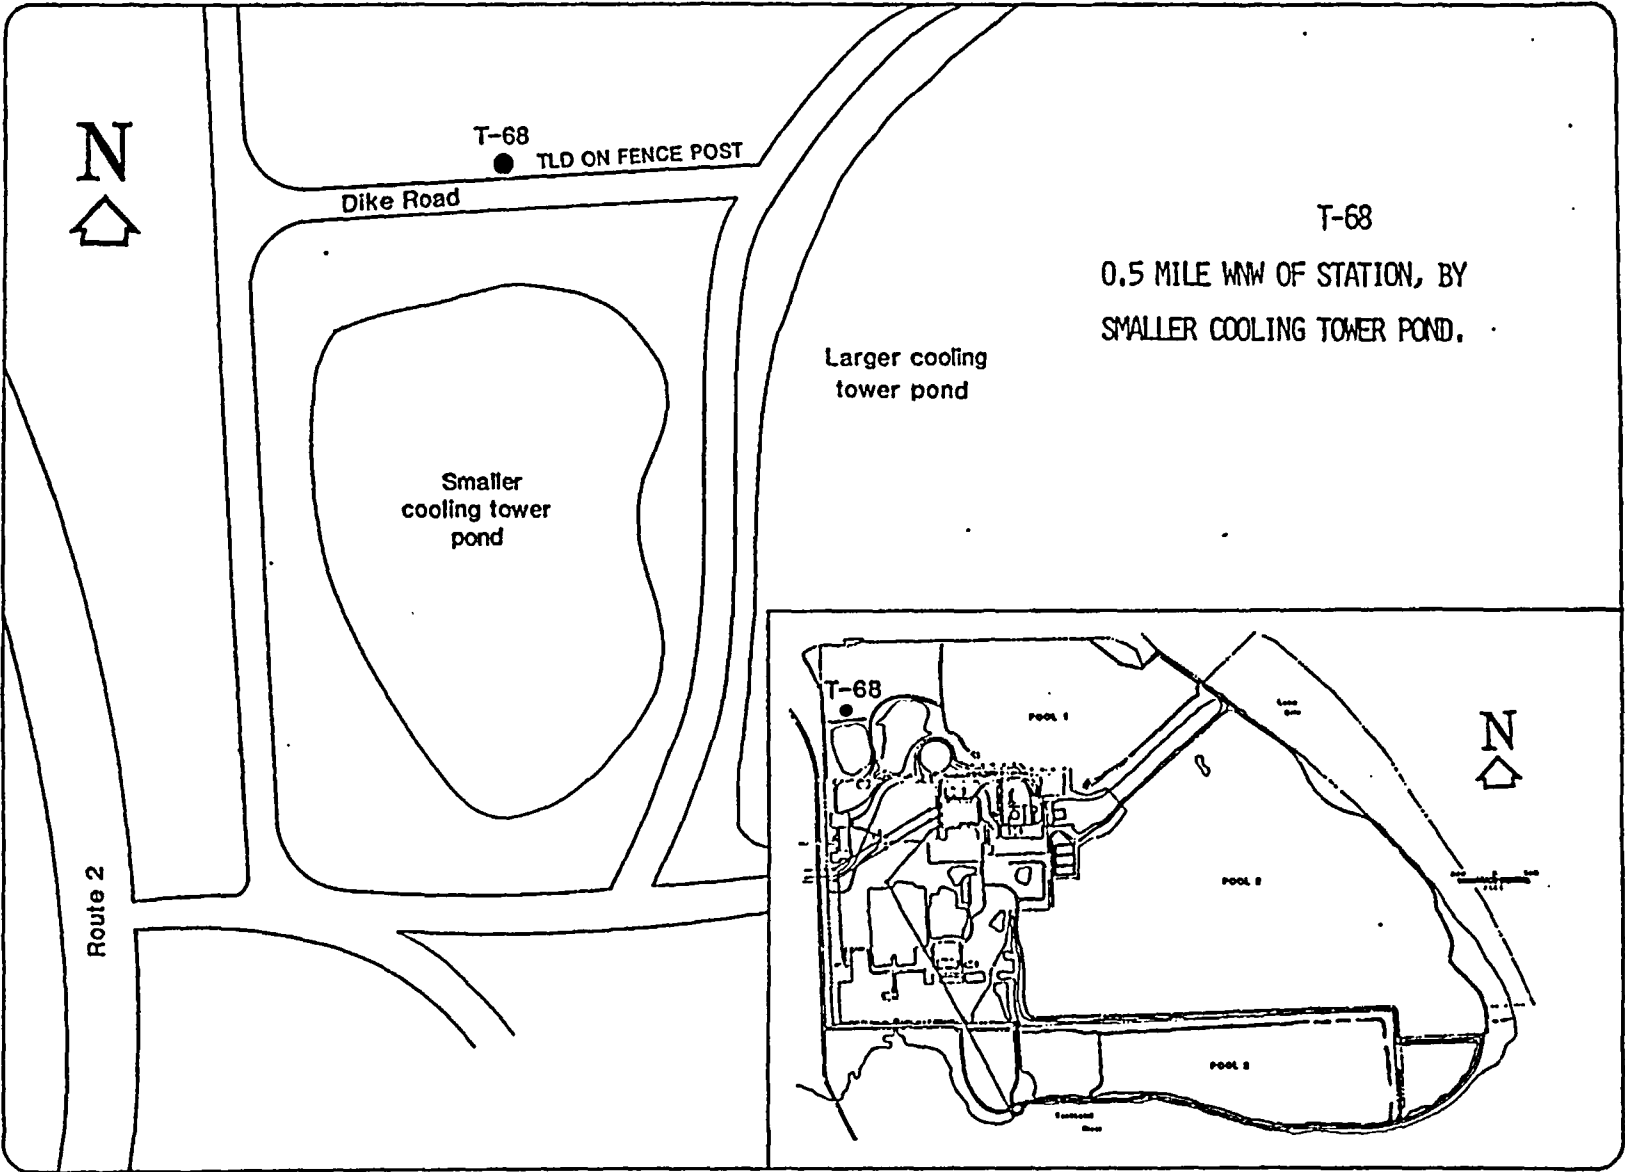 N
T-68
TLD ON FENCE POST
Dike Road
T-68
0.5 MILE WNW OF STATION, BY
SMALLER COOLING TOWER POND.
Larger cooling
tower pond
Smaller
cooling tower
pond
Route 2
T-68
POOL 1
N
POOL 2
POOL 3